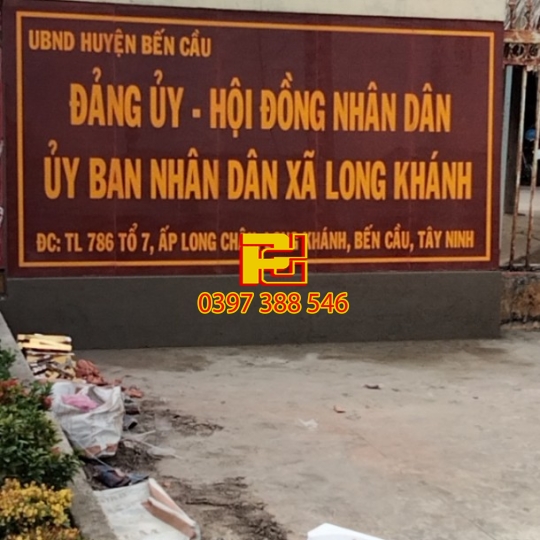 UBND HUYỆN BẾN CẦU
ĐẢNG ỦY - HỘI ĐỒNG NHÂN DÂN
ỦY BAN NHÂN DÂN XÃ LONG KHÁNH
ĐC: TL 786 TỔ 7, ẤP LONG KHÁNH, BẾN CẦU, TÂY NINH
0397 388 546